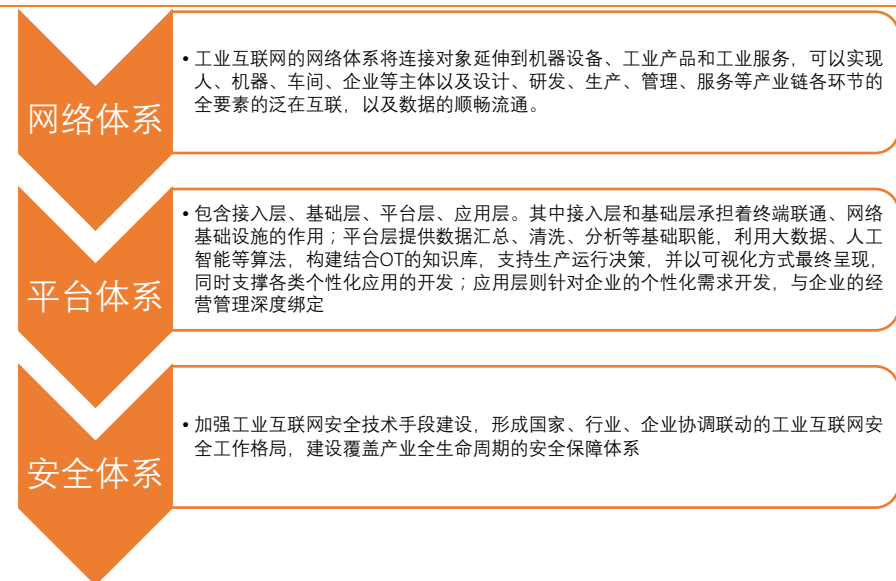 网络体系
•工业互联网的网络体系将连接对象延伸到机器设备、工业产品和工业服务，可以实现
人、机器、车间、企业等主体以及设计、研发、生产、管理、服务等产业链各环节的
全要素的泛在互联，以及数据的顺畅流通。
平台体系
•包含接入层、基础层、平台层、应用层。其中接入层和基础层承担着终端联通、网络
基础设施的作用；平台层提供数据汇总、清洗、分析等基础职能，利用大数据、人工
智能等算法，构建结合OT的知识库，支持生产运行决策，并以可视化方式最终呈现，
同时支撑各类个性化应用的开发；应用层则针对企业的个性化需求开发，与企业的经
营管理深度绑定
安全体系
•加强工业互联网安全技术手段建设，形成国家、行业、企业协调联动的工业互联网安
全工作格局，建设覆盖产业全生命周期的安全保障体系